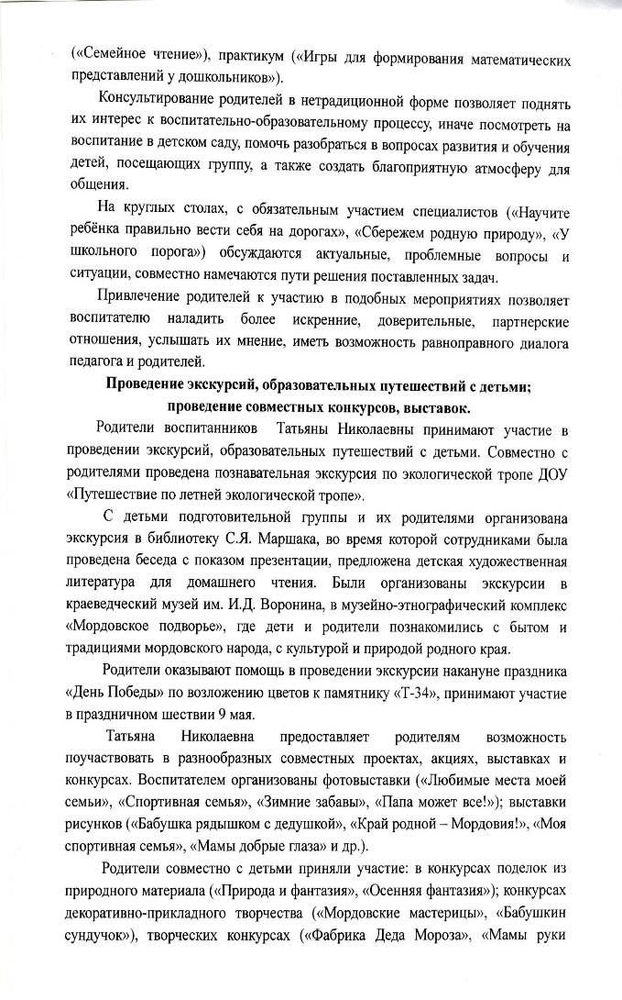 («Семейное чтение»), практикум («Игры для формирования математических
представлений у дошкольников»).
Консультирование родителей в нетрадиционной форме позволяет поднять
их интерес к воспитательно-образовательному процессу, иначе посмотреть на
воспитание в детском саду, помочь разобраться в вопросах развития и обучения
детей, посещающих группу, а также создать благоприятную атмосферу для
общения.
На круглых столах, с обязательным участием специалистов («Научите
ребёнка правильно вести себя на дорогах», «Сбережем родную природу», «У
школьного порога») обсуждаются актуальные, проблемные вопросы и
ситуации, совместно намечаются пути решения поставленных задач.
Привлечение родителей к участию в подобных мероприятиях позволяет
воспитателю наладить более искренние, доверительные, партнерские
отношения, услышать их мнение, иметь возможность равноправного диалога
педагога и родителей.
Проведение экскурсий, образовательных путешествий с детьми;
проведение совместных конкурсов, выставок.
Родители воспитанников Татьяны Николаевны принимают участие в
проведении экскурсий, образовательных путешествий с детьми. Совместно с
родителями проведена познавательная экскурсия по экологической тропе ДОУ
«Путешествие по летней экологической тропе».
С детьми подготовительной группы и их родителями организована
экскурсия в библиотеку С.Я. Маршака, во время которой сотрудниками была
проведена беседа с показом презентации, предложена детская художественная
литература для домашнего чтения. Были организованы экскурсии в
краеведческий музей им. И.Д. Воронина, в музейно-этнографический комплекс
«Мордовское подворье», где дети и родители познакомились с бытом и
традициями мордовского народа, с культурой и природой родного края.
Родители оказывают помощь в проведении экскурсии накануне праздника
«День Победы» по возложению цветов к памятнику «Т-34», принимают участие
в праздничном шествии 9 мая.
Татьяна Николаевна предоставляет родителям возможность
поучаствовать в разнообразных совместных проектах, акциях, выставках и
конкурсах. Воспитателем организованы фотовыставки («Любимые места моей
семьи», «Спортивная семья», «Зимние забавы», «Папа может все!»); выставки
рисунков («Бабушка рядышком с дедушкой», «Край родной – Мордовия!», «Моя
спортивная семья», «Мамы добрые глаза» и др.).
Родители совместно с детьми приняли участие: в конкурсах поделок из
природного материала («Природа и фантазия», «Осенняя фантазия»); конкурсах
декоративно-прикладного творчества («Мордовские мастерицы», «Бабушкин
сундучок»), творческих конкурсах («Фабрика Деда Мороза», «Мамы руки